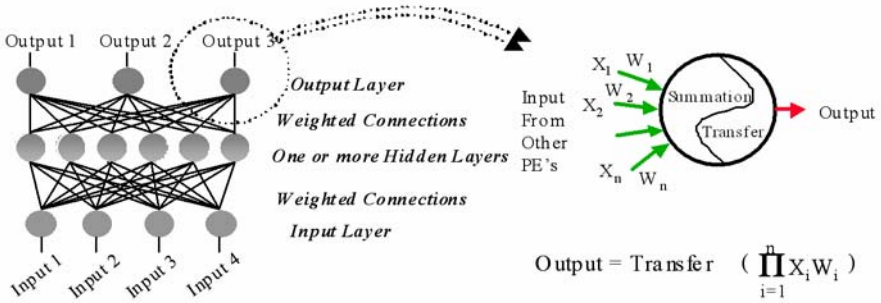 Output 1 Output 2 Output 3
Output Layer
Weighted Connections
One or more Hidden Layers
Weighted Connections
Input Layer
Input 1 Input 2 Input 3 Input 4
X1 W1
X2 W2
Xn Wn
Input
From
Other
PE's
Summation
Transfer
Output
Output = Transfer ( n∏i=1 XiWi )